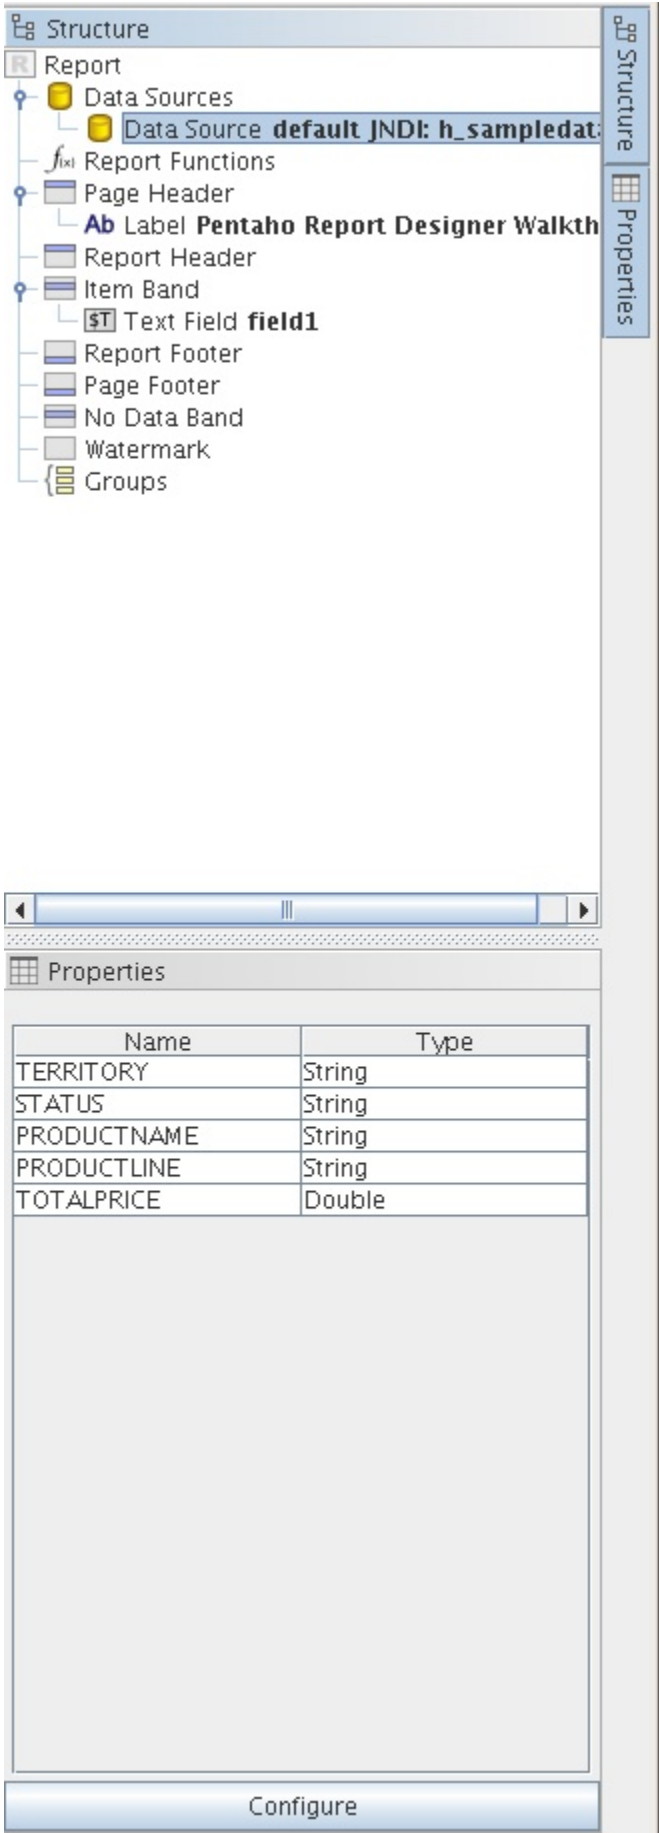 Structure
R Report
Data Sources
Data Source default JNDI: h_sampledat
f(x) Report Functions
Page Header
Ab Label Pentaho Report Designer Walkth
Report Header
Item Band
$T Text Field field1
Report Footer
Page Footer
No Data Band
Watermark
Groups
Structure
Properties
Properties
Name Type
TERRITORY String
STATUS String
PRODUCTNAME String
PRODUCTLINE String
TOTALPRICE Double
Configure